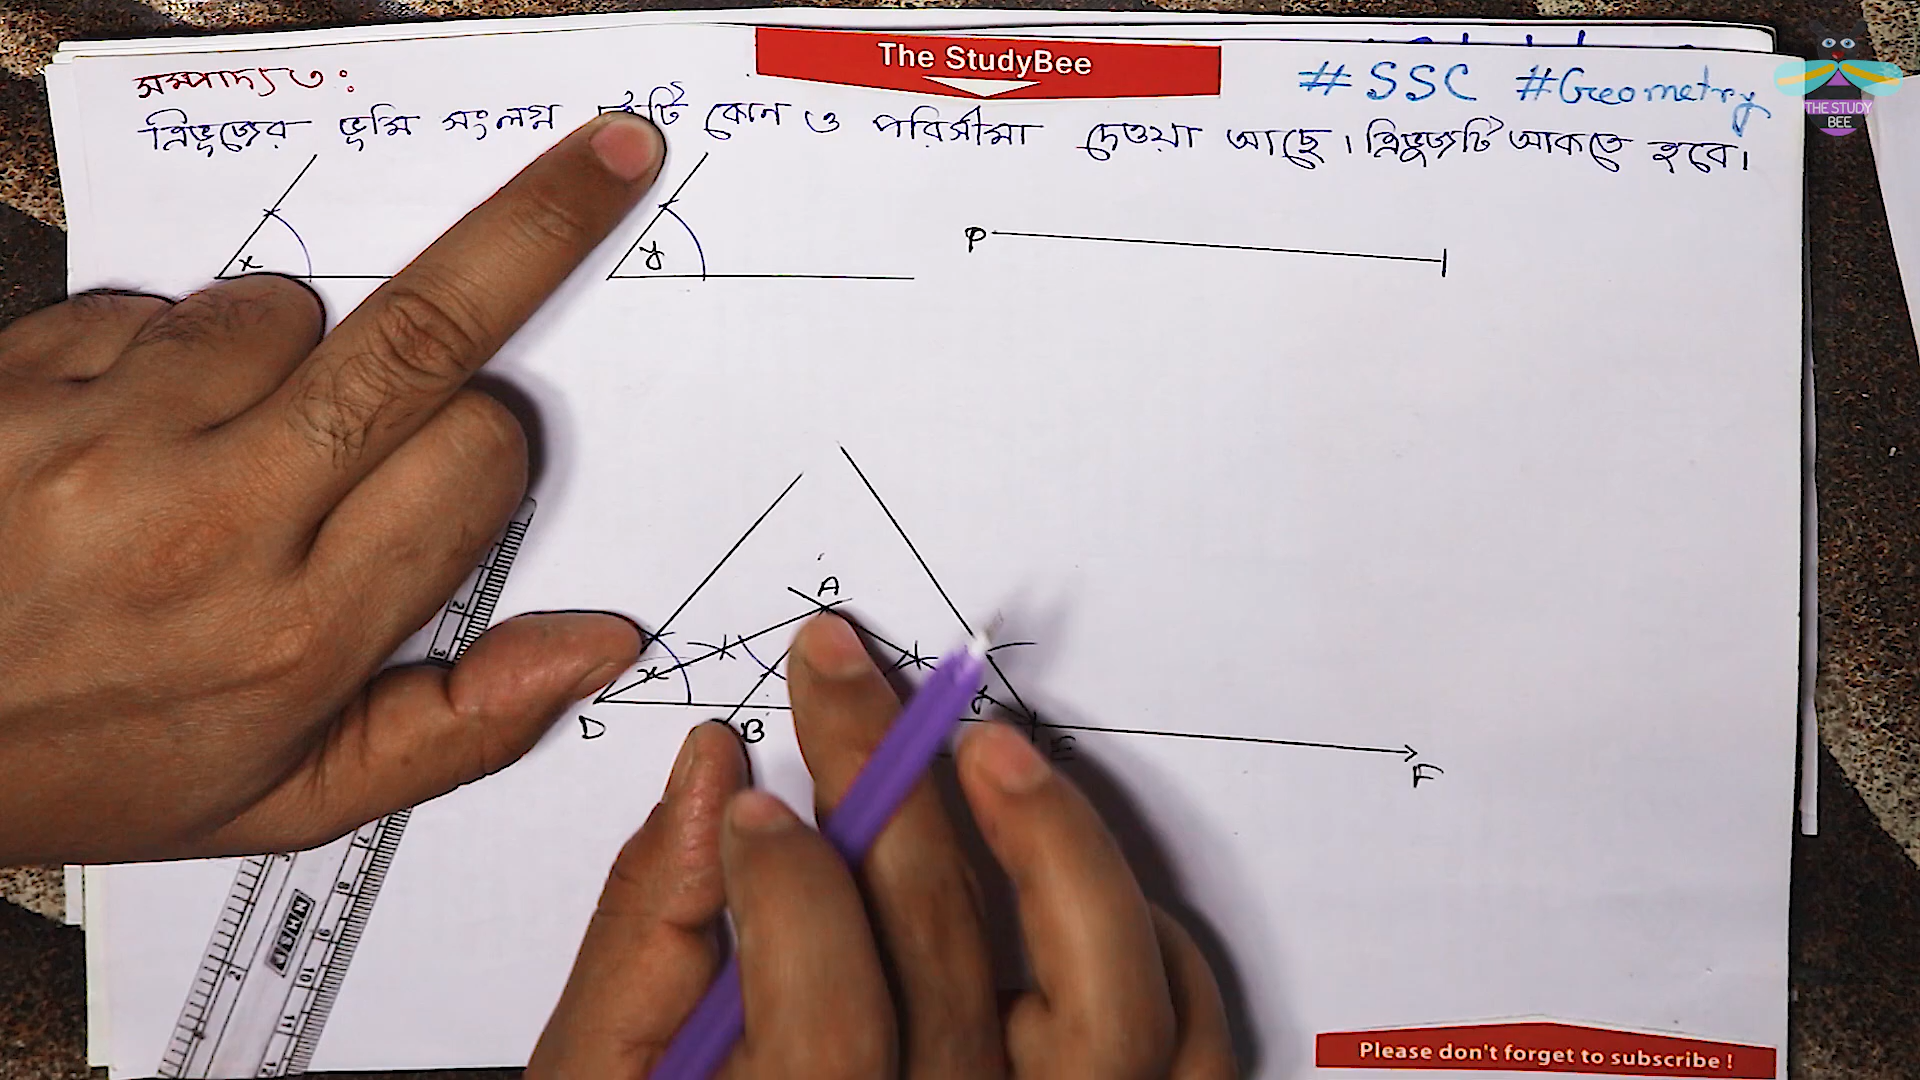 The StudyBee
#SSC #Geometry
THE STUDY
BEE
সম্পাদ্য ৩ :
ত্রিভুজের ভূমি সংলগ্ন কোন ও পরিসীমা দেওয়া আছে। ত্রিভুজটি আকতে হবে।
x
y
P
A
x
y
D
B
E
F
Please don't forget to subscribe !